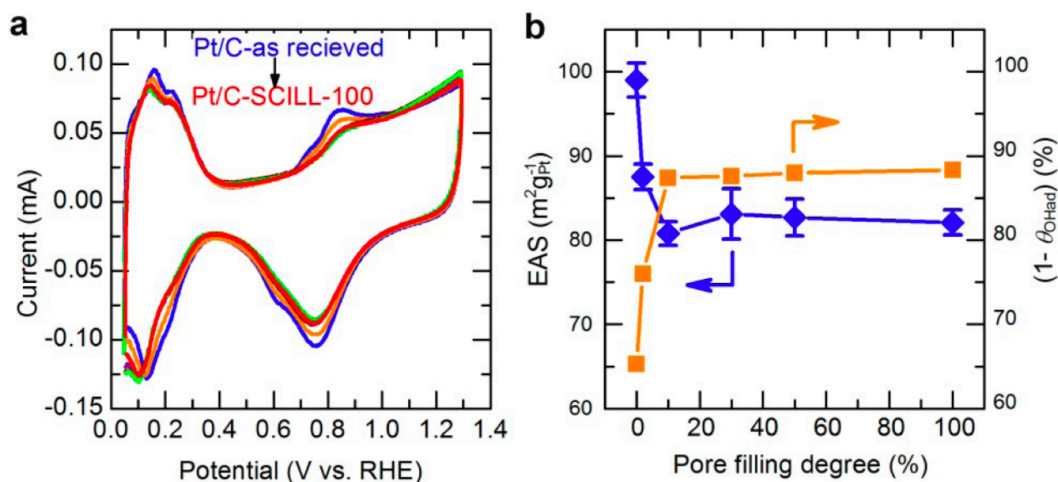 a
Pt/C-as recieved
Pt/C-SCILL-100
Current (mA)
0.10
0.05
0.00
-0.05
-0.10
-0.15
0.0 0.2 0.4 0.6 0.8 1.0 1.2 1.4
Potential (V vs. RHE)
b
EAS (m²gPt⁻¹)
100
90
80
70
60
0 20 40 60 80 100
Pore filling degree (%)
100
90
80
70
60
(1- θOHad) (%)